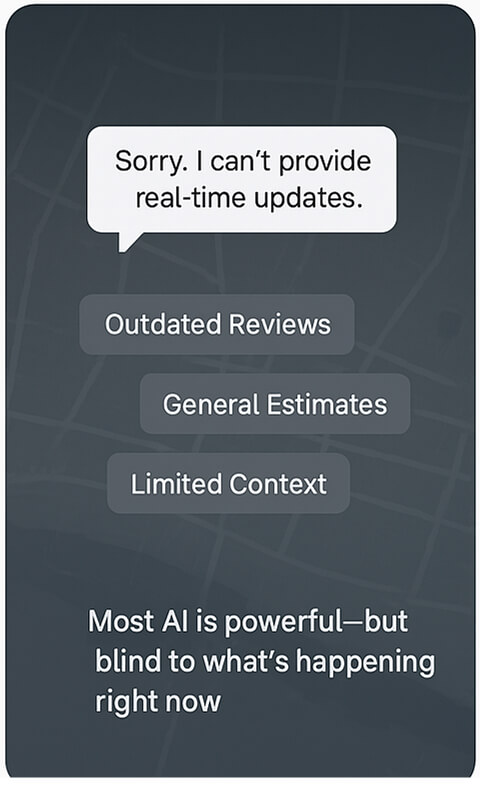 Sorry. I can't provide
real-time updates.
Outdated Reviews
General Estimates
Limited Context
Most AI is powerful—but
blind to what's happening
right now